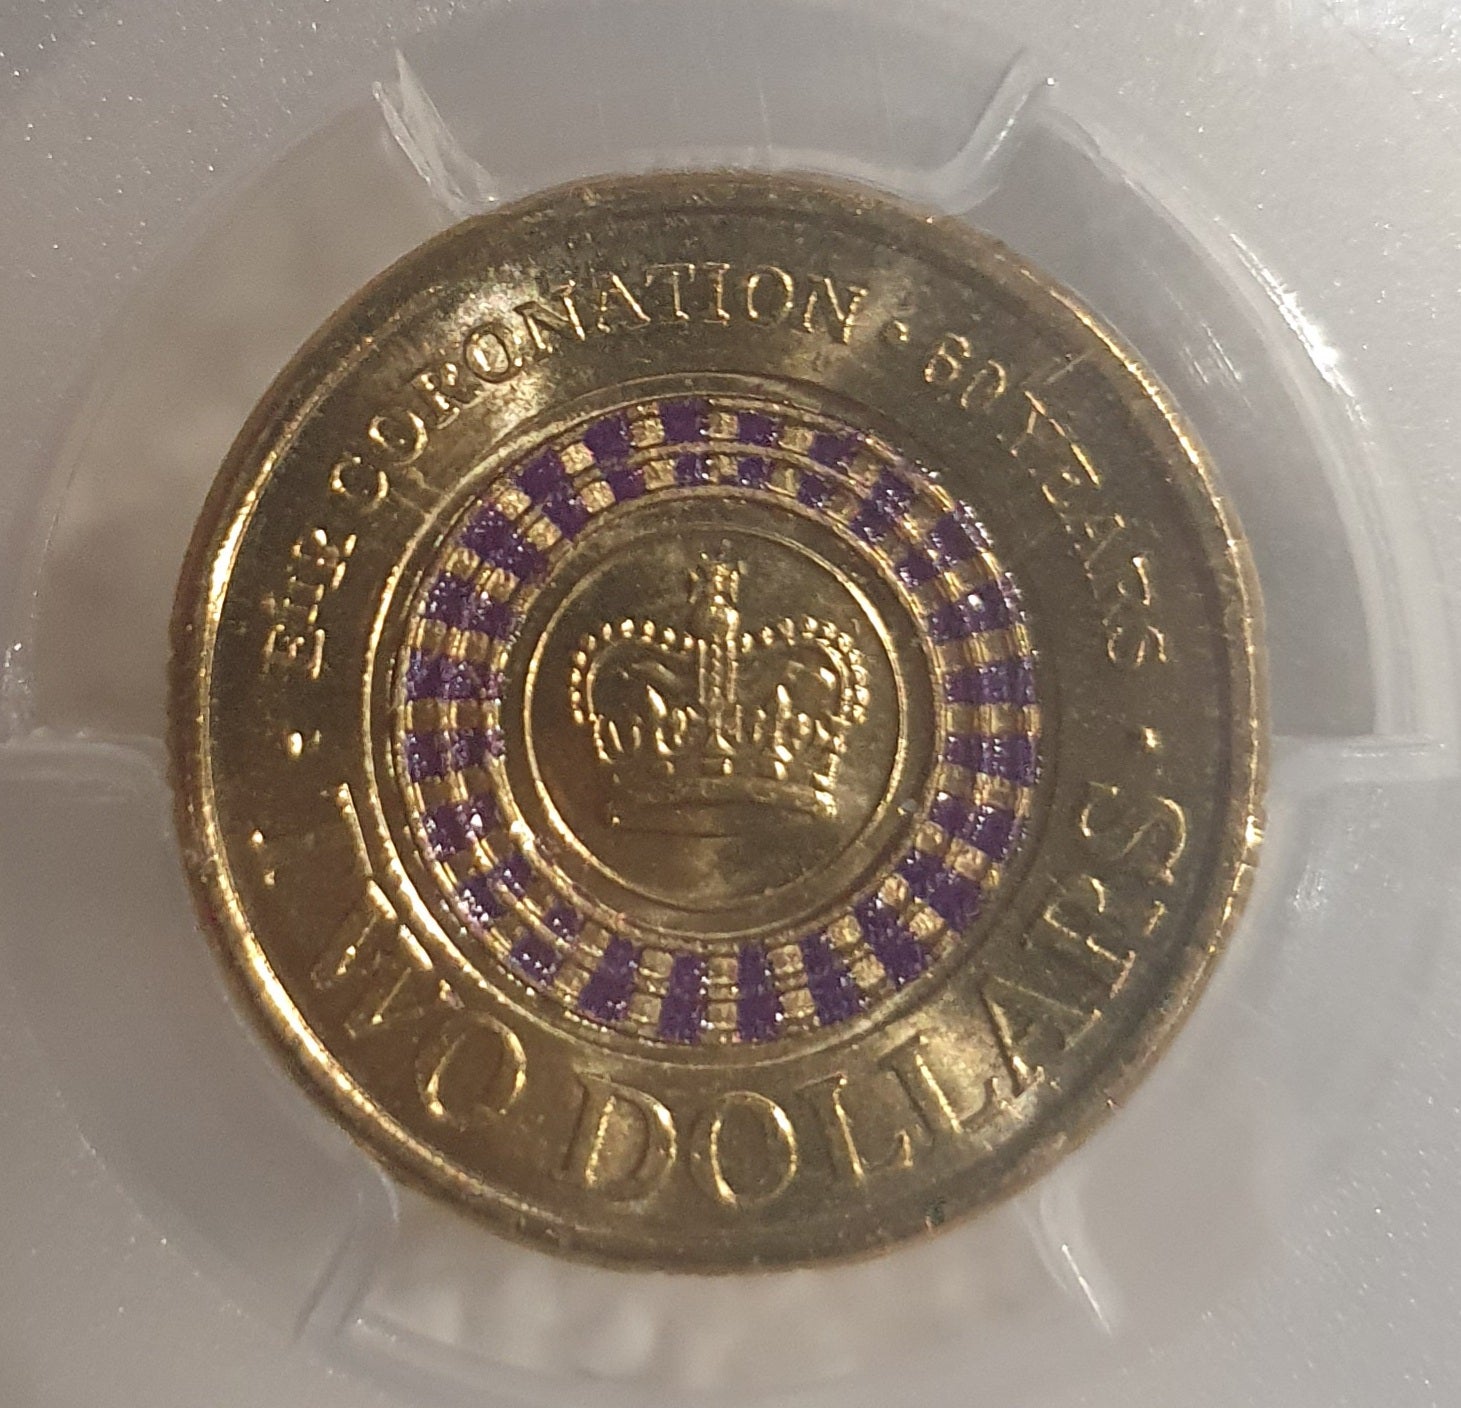 EIIR CORONATION · 60 YEARS
TWO DOLLARS